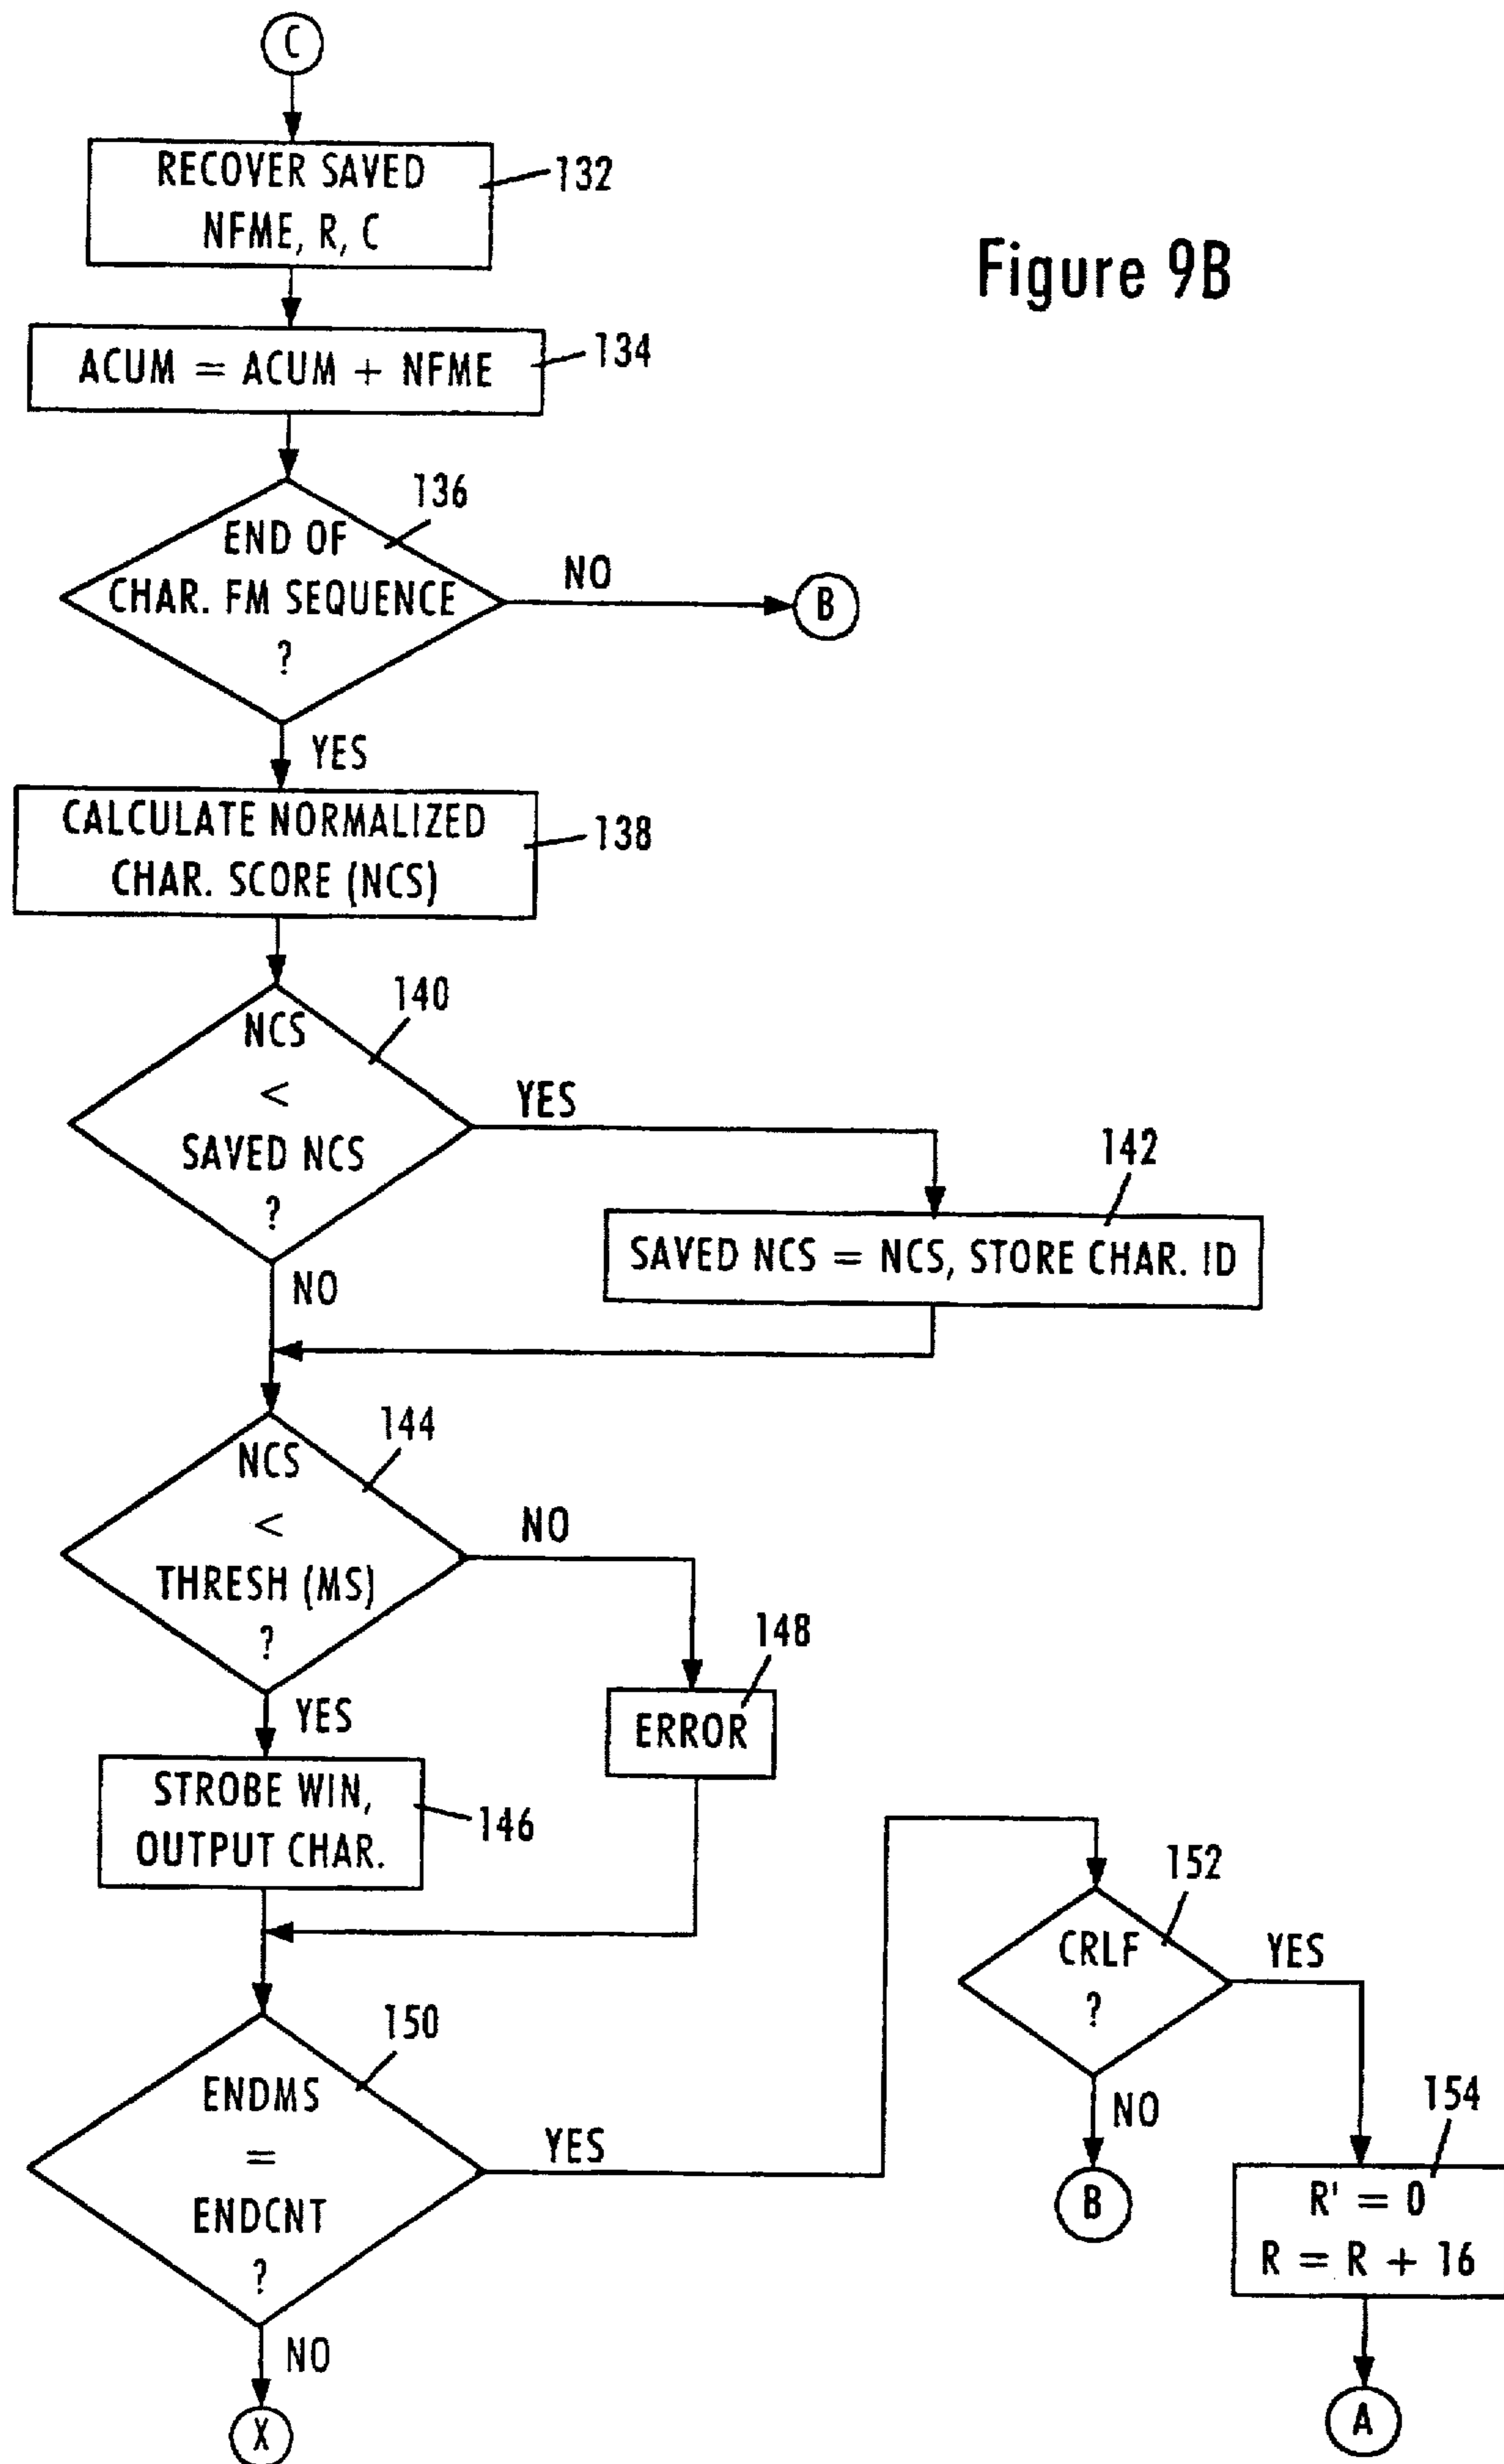 C
RECOVER SAVED
NFME, R, C
132
Figure 9B
ACUM = ACUM + NFME
134
136
END OF
CHAR. FM SEQUENCE
?
NO
B
YES
CALCULATE NORMALIZED
CHAR. SCORE (NCS)
138
140
NCS
<
SAVED NCS
?
YES
142
SAVED NCS = NCS, STORE CHAR. ID
NO
144
NCS
<
THRESH (MS)
?
NO
148
ERROR
YES
STROBE WIN,
OUTPUT CHAR.
146
150
ENDMS
=
ENDCNT
?
YES
152
CRLF
?
YES
NO
B
154
R' = 0
R = R + 16
A
NO
X